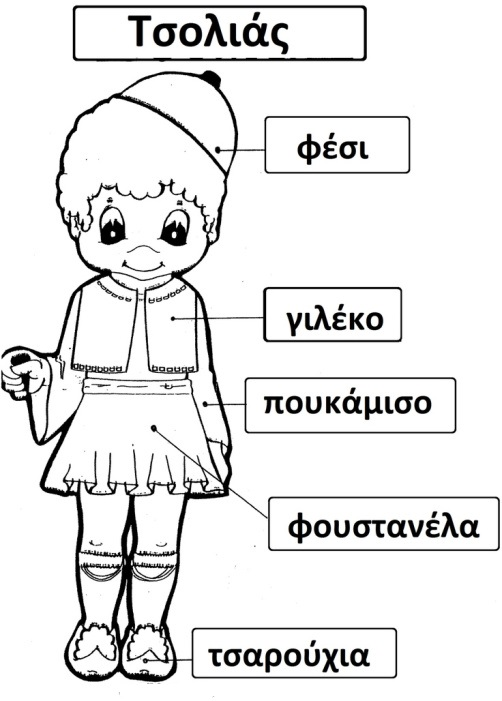 Τσολιάς
φέσι
γιλέκο
πουκάμισο
φουστανέλα
τσαρούχια